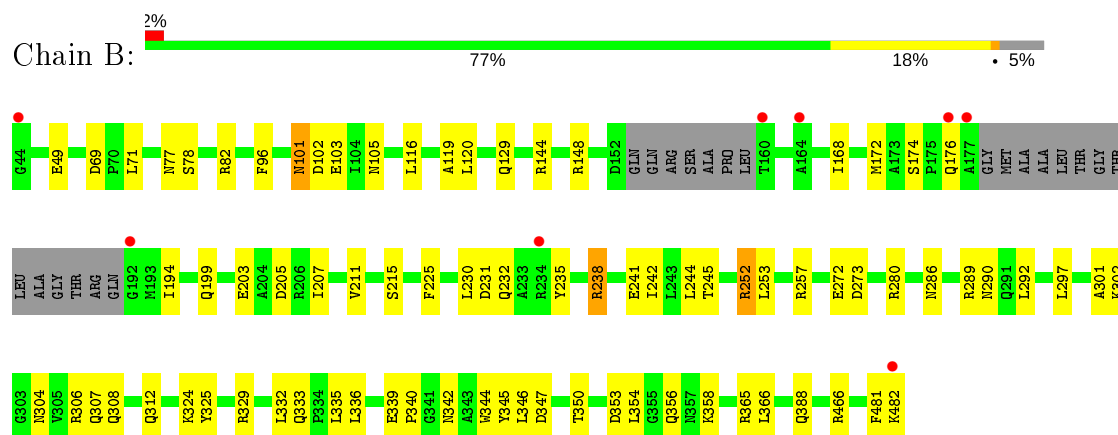 2%
Chain B:
77% 18% • 5%
G44 E49 D69 P70 L71 N77 S78 R82 F96 N101 D102 E103 I104 N105 L116 A119 L120 Q129 R144 R148 D152 GLN GLN ARG SER ALA PRO LEU T160 A164 I168 M172 A173 S174 P175 Q176 A177 GLY MET ALA ALA LEU THR GLY THR
LEU ALA GLY THR ARG GLN G192 M193 I194 Q199 E203 A204 D205 R206 I207 V211 S215 F225 L230 D231 Q232 A233 R234 Y235 R238 E241 I242 L243 L244 T245 R252 L253 R257 E272 D273 R280 N286 R289 N290 Q291 L292 L297 A301 K302
G303 N304 V305 R306 Q307 Q308 Q312 K324 Y325 R329 L332 Q333 P334 L335 L336 E339 P340 G341 N342 A343 W344 Y345 L346 D347 T350 D353 L354 G355 Q356 N357 K358 R365 L366 Q388 R466 F481 K482